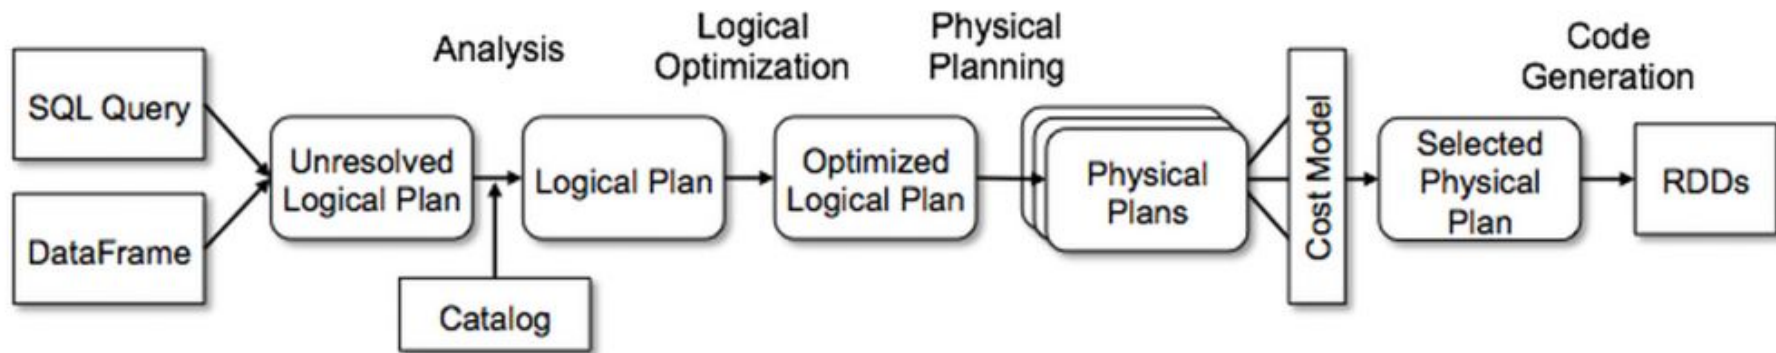 Analysis
Logical
Optimization
Physical
Planning
Code
Generation
SQL Query
DataFrame
Unresolved
Logical Plan
Catalog
Logical Plan
Optimized
Logical Plan
Physical
Plans
Cost Model
Selected
Physical
Plan
RDDs